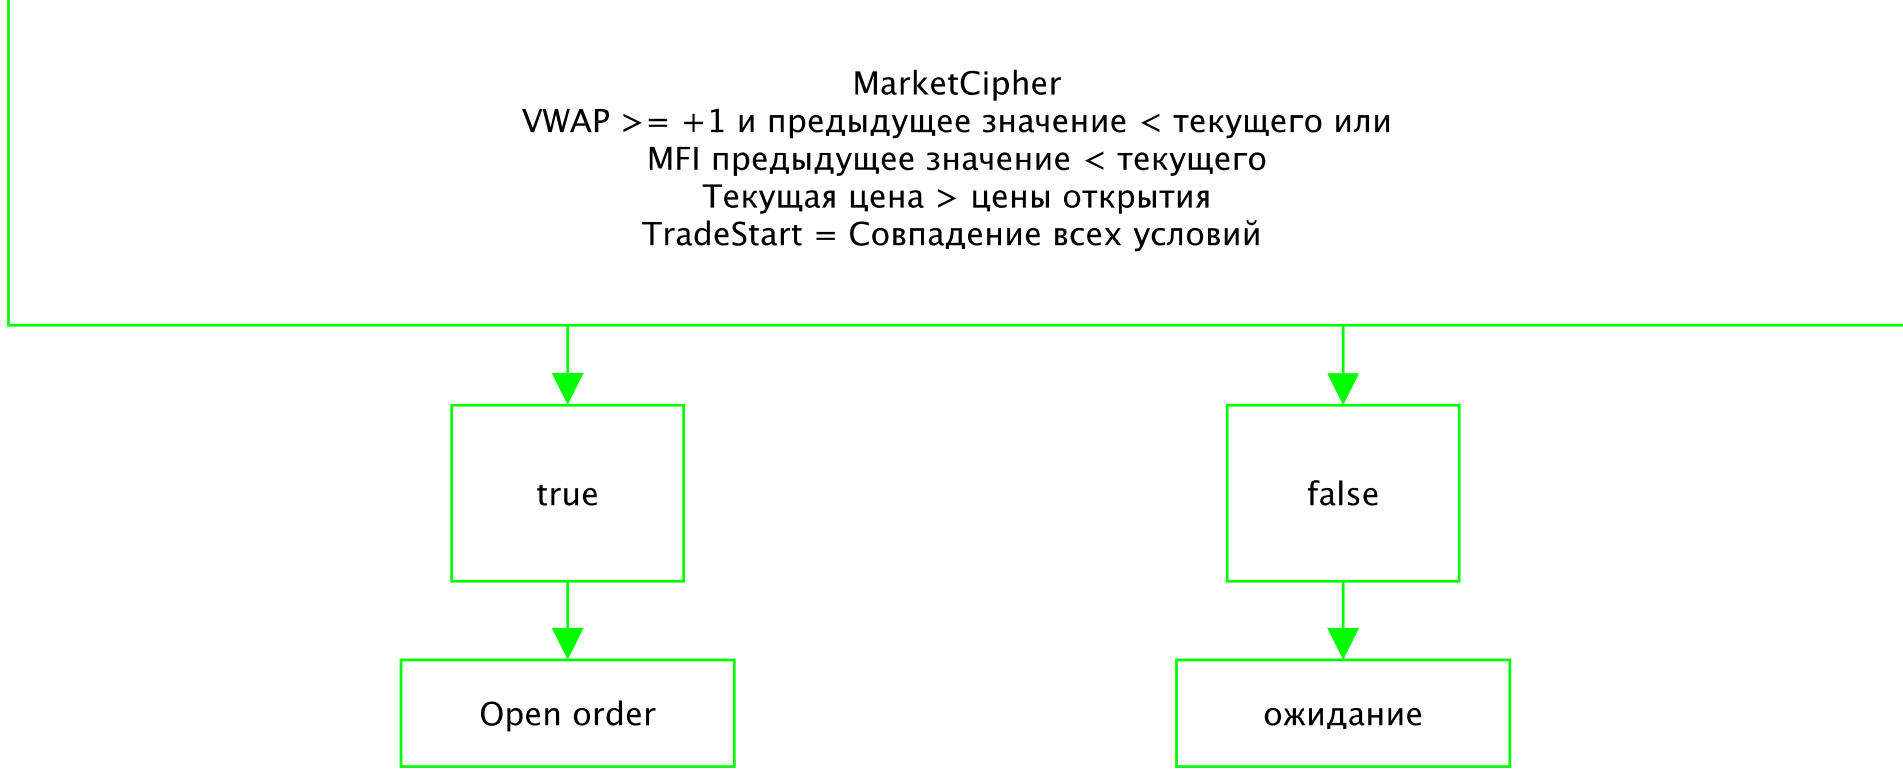 MarketCipher
VWAP >= +1 и предыдущее значение < текущего или
MFI предыдущее значение < текущего
Текущая цена > цены открытия
TradeStart = Совпадение всех условий
true
false
Open order
ожидание